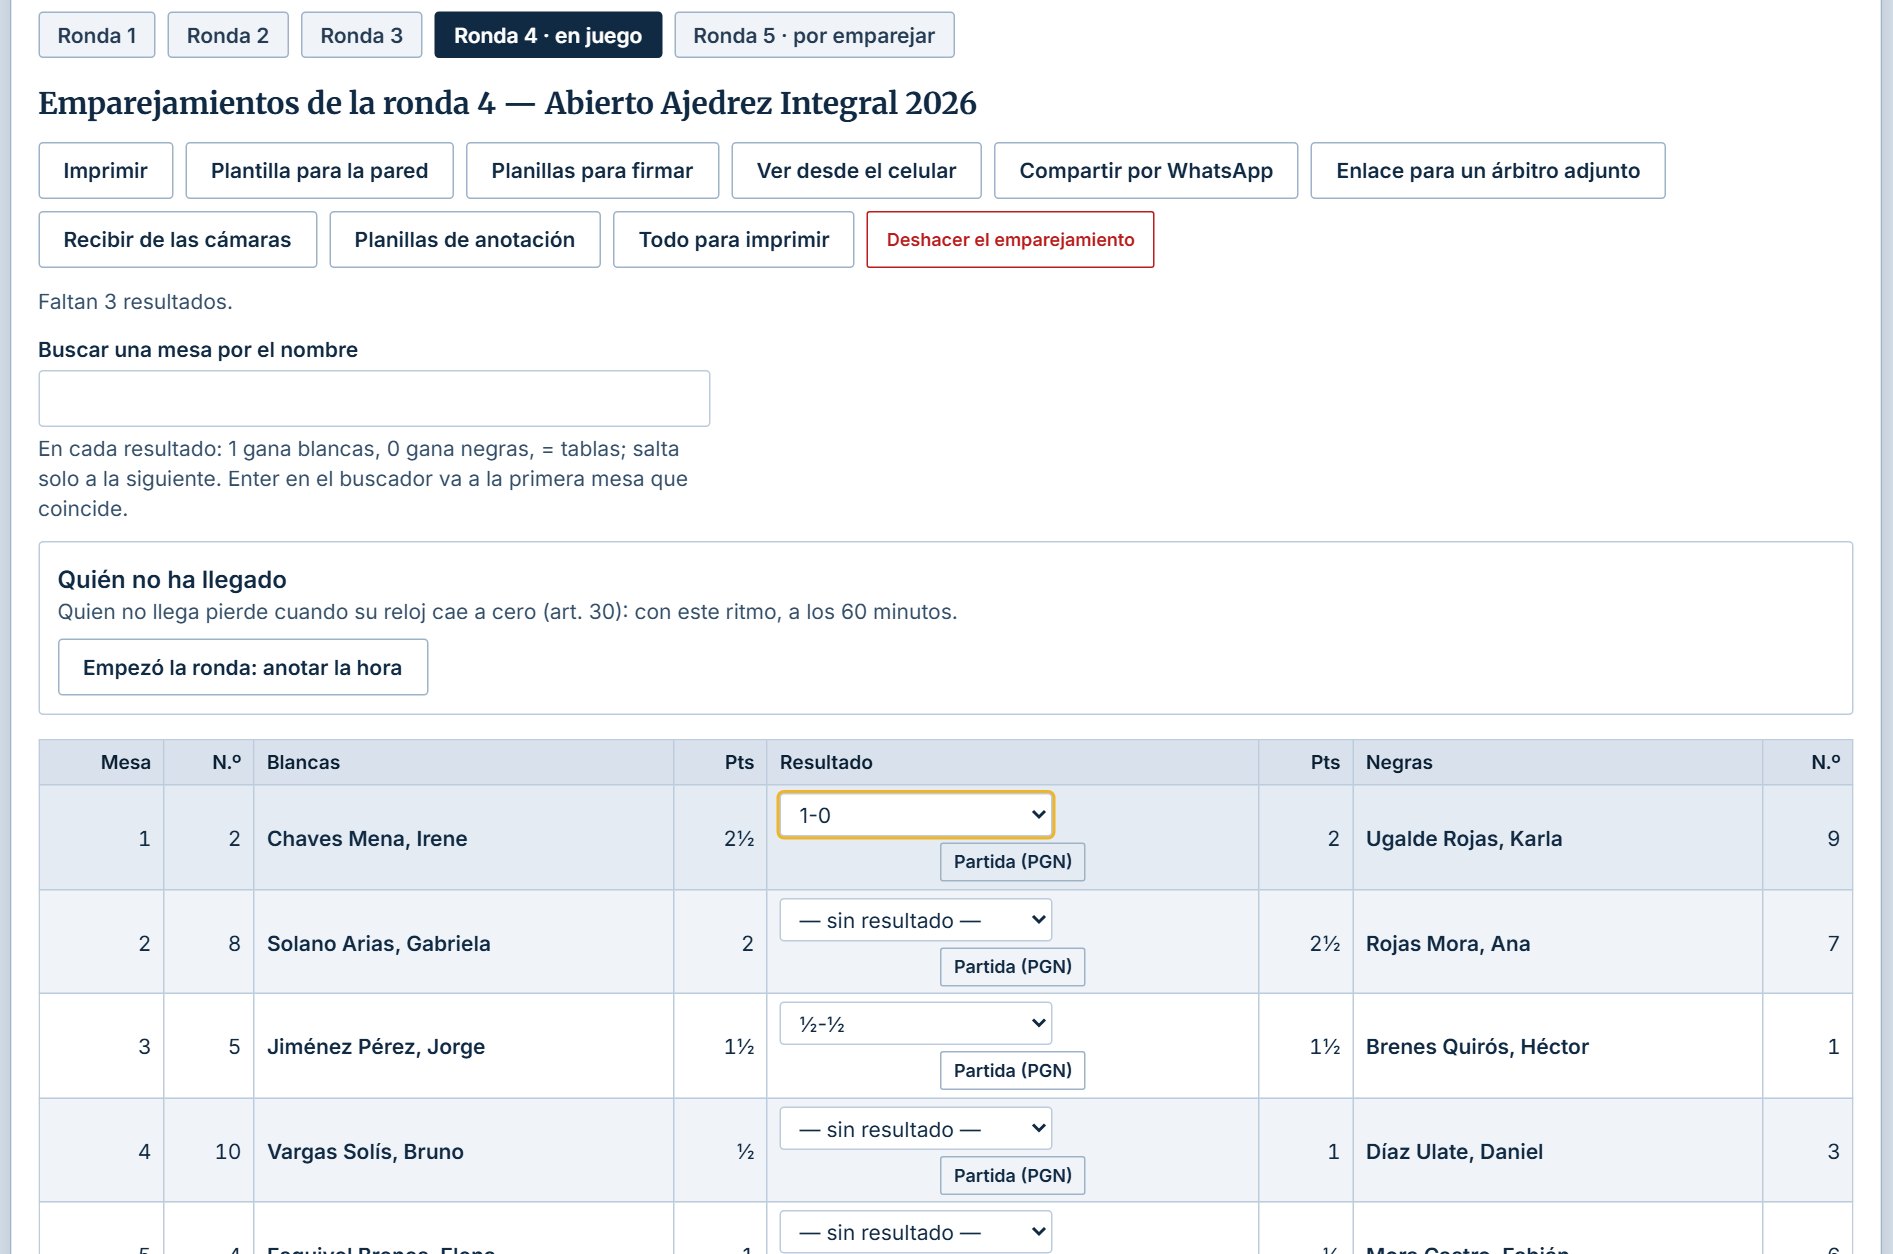 Ronda 1 Ronda 2 Ronda 3 Ronda 4 · en juego Ronda 5 · por emparejar
Emparejamientos de la ronda 4 — Abierto Ajedrez Integral 2026
Imprimir Plantilla para la pared Planillas para firmar Ver desde el celular Compartir por WhatsApp Enlace para un árbitro adjunto
Recibir de las cámaras Planillas de anotación Todo para imprimir Deshacer el emparejamiento
Faltan 3 resultados.
Buscar una mesa por el nombre
En cada resultado: 1 gana blancas, 0 gana negras, = tablas; salta
solo a la siguiente. Enter en el buscador va a la primera mesa que
coincide.
Quién no ha llegado
Quien no llega pierde cuando su reloj cae a cero (art. 30): con este ritmo, a los 60 minutos.
Empezó la ronda: anotar la hora
Mesa N.º Blancas Pts Resultado Pts Negras N.º
1 2 Chaves Mena, Irene 2½ 1-0 2 Ugalde Rojas, Karla 9
Partida (PGN)
2 8 Solano Arias, Gabriela 2 — sin resultado — 2½ Rojas Mora, Ana 7
Partida (PGN)
3 5 Jiménez Pérez, Jorge 1½ ½-½ 1½ Brenes Quirós, Héctor 1
Partida (PGN)
4 10 Vargas Solís, Bruno ½ — sin resultado — 1 Díaz Ulate, Daniel 3
Partida (PGN)
— sin resultado —